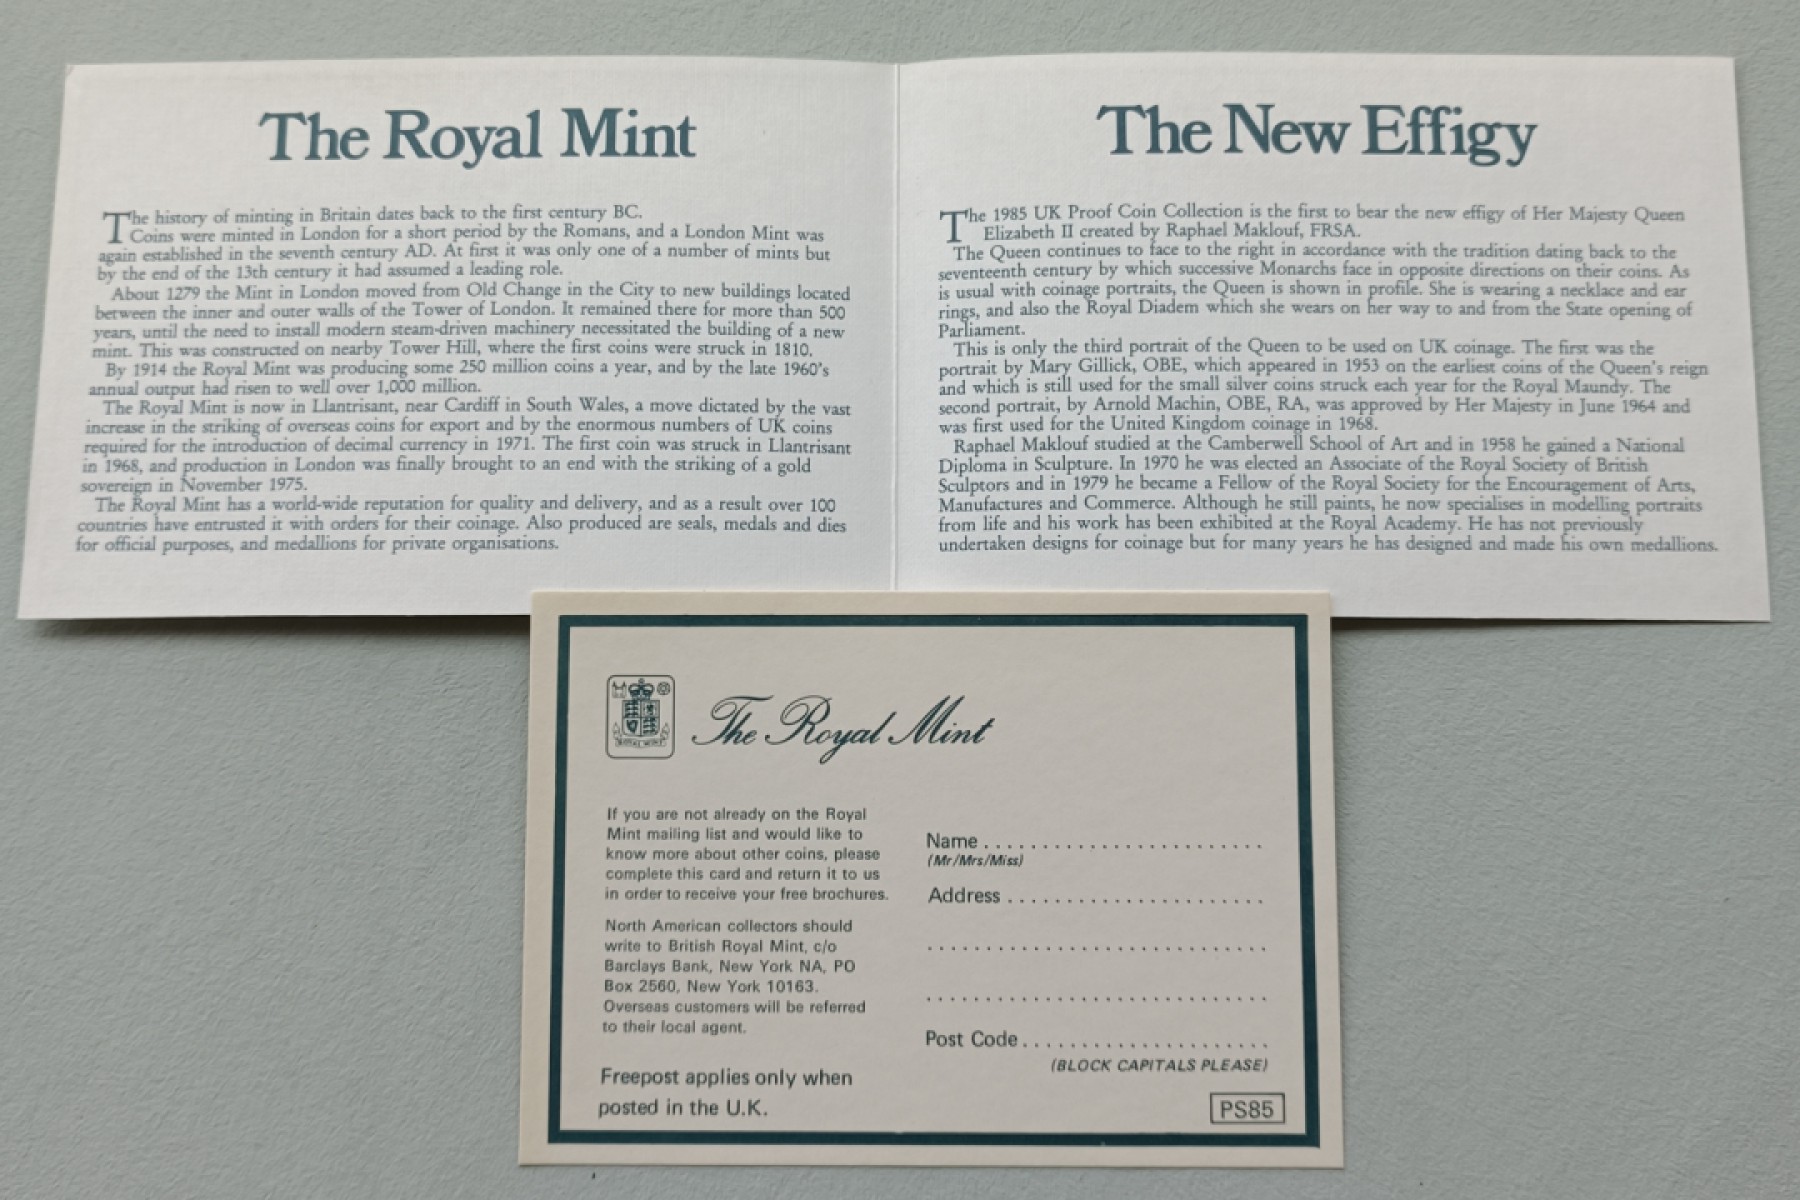 The Royal Mint
The history of minting in Britain dates back to the first century BC.
Coins were minted in London for a short period by the Romans, and a London Mint was
again established in the seventh century AD. At first it was only one of a number of mints but
by the end of the 13th century it had assumed a leading role.
About 1279 the Mint in London moved from Old Change in the City to new buildings located
between the inner and outer walls of the Tower of London. It remained there for more than 500
years, until the need to install modern steam-driven machinery necessitated the building of a new
mint. This was constructed on nearby Tower Hill, where the first coins were struck in 1810.
By 1914 the Royal Mint was producing some 250 million coins a year, and by the late 1960's
annual output had risen to well over 1,000 million.
The Royal Mint is now in Llantrisant, near Cardiff in South Wales, a move dictated by the vast
increase in the striking of overseas coins for export and by the enormous numbers of UK coins
required for the introduction of decimal currency in 1971. The first coin was struck in Llantrisant
in 1968, and production in London was finally brought to an end with the striking of a gold
sovereign in November 1975.
The Royal Mint has a world-wide reputation for quality and delivery, and as a result over 100
countries have entrusted it with orders for their coinage. Also produced are seals, medals and dies
for official purposes, and medallions for private organisations.
The New Effigy
The 1985 UK Proof Coin Collection is the first to bear the new effigy of Her Majesty Queen
Elizabeth II created by Raphael Maklouf, FRSA.
The Queen continues to face to the right in accordance with the tradition dating back to the
seventeenth century by which successive Monarchs face in opposite directions on their coins. As
is usual with coinage portraits, the Queen is shown in profile. She is wearing a necklace and ear
rings, and also the Royal Diadem which she wears on her way to and from the State opening of
Parliament.
This is only the third portrait of the Queen to be used on UK coinage. The first was the
portrait by Mary Gillick, OBE, which appeared in 1953 on the earliest coins of the Queen's reign
and which is still used for the small silver coins struck each year for the Royal Maundy. The
second portrait, by Arnold Machin, OBE, RA, was approved by Her Majesty in June 1964 and
was first used for the United Kingdom coinage in 1968.
Raphael Maklouf studied at the Camberwell School of Art and in 1958 he gained a National
Diploma in Sculpture. In 1970 he was elected an Associate of the Royal Society of British
Sculptors and in 1979 he became a Fellow of the Royal Society for the Encouragement of Arts,
Manufactures and Commerce. Although he still paints, he now specialises in modelling portraits
from life and his work has been exhibited at the Royal Academy. He has not previously
undertaken designs for coinage but for many years he has designed and made his own medallions.
ROYAL MINT
The Royal Mint
If you are not already on the Royal
Mint mailing list and would like to
know more about other coins, please
complete this card and return it to us
in order to receive your free brochures.
North American collectors should
write to British Royal Mint, c/o
Barclays Bank, New York NA, PO
Box 2560, New York 10163.
Overseas customers will be referred
to their local agent.
Freepost applies only when
posted in the U.K.
Name
(Mr/Mrs/Miss)
Address
Post Code
(BLOCK CAPITALS PLEASE)
PS85